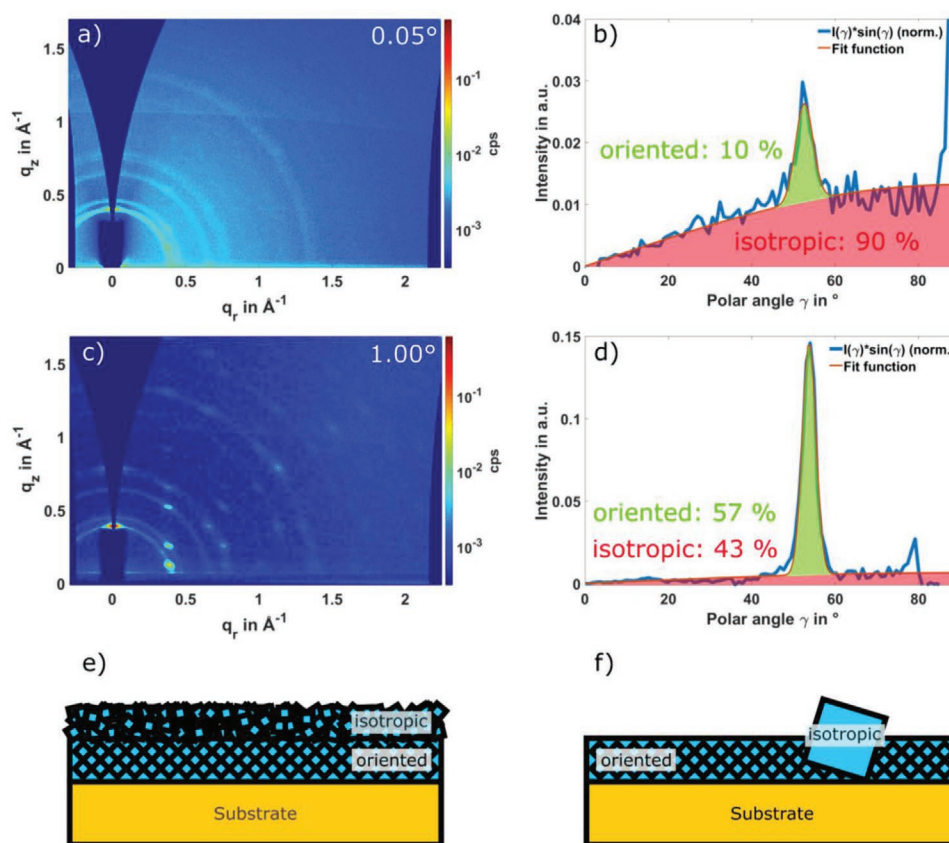 a)
0.05°
1.5
1
0.5
0
q_z in Å⁻¹
0
0.5
1
1.5
2
q_r in Å⁻¹
10⁻¹
10⁻²
10⁻³
cps
b)
0.04
0.03
0.02
0.01
0
Intensity in a.u.
I(γ)*sin(γ) (norm.)
Fit function
oriented: 10 %
isotropic: 90 %
0
20
40
60
80
Polar angle γ in °
c)
1.00°
1.5
1
0.5
0
q_z in Å⁻¹
0
0.5
1
1.5
2
q_r in Å⁻¹
10⁻¹
10⁻²
10⁻³
cps
d)
0.15
0.1
0.05
0
Intensity in a.u.
I(γ)*sin(γ) (norm.)
Fit function
oriented: 57 %
isotropic: 43 %
0
20
40
60
80
Polar angle γ in °
e)
isotropic
oriented
Substrate
f)
isotropic
oriented
Substrate